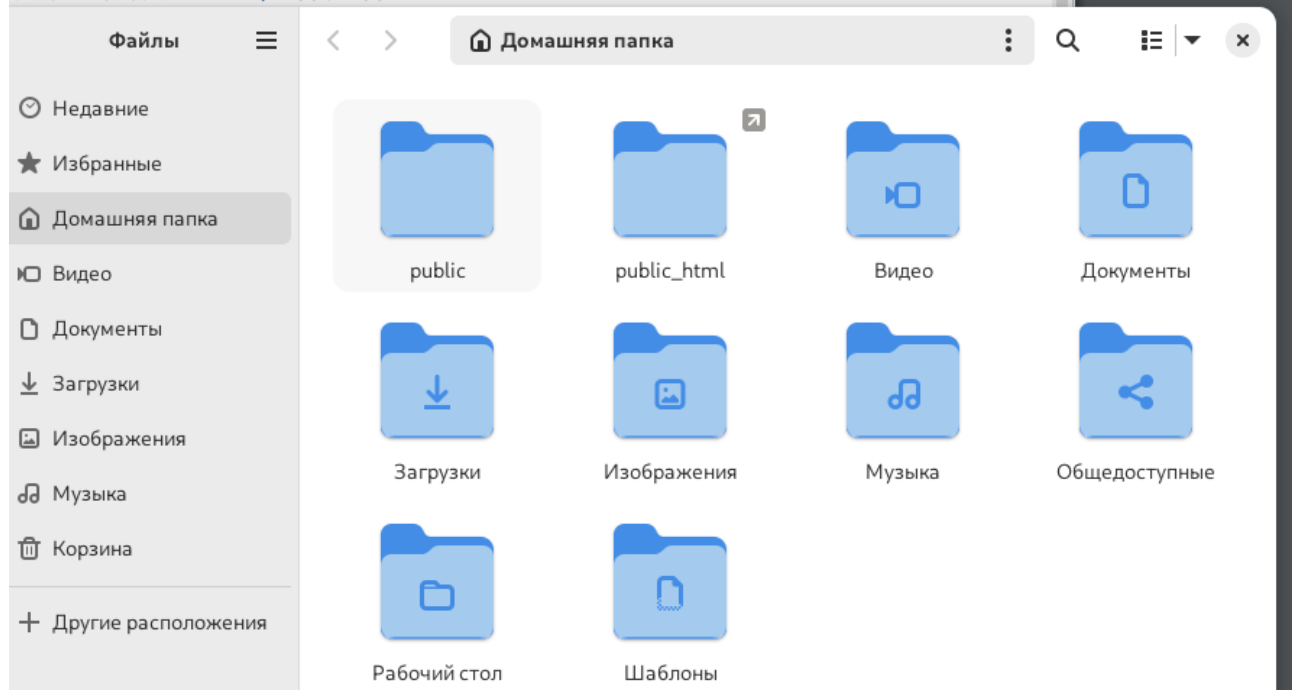 Файлы
Домашняя папка
Недавние
Избранные
Домашняя папка
Видео
Документы
Загрузки
Изображения
Музыка
Корзина
Другие расположения
public
public_html
Видео
Документы
Загрузки
Изображения
Музыка
Общедоступные
Рабочий стол
Шаблоны